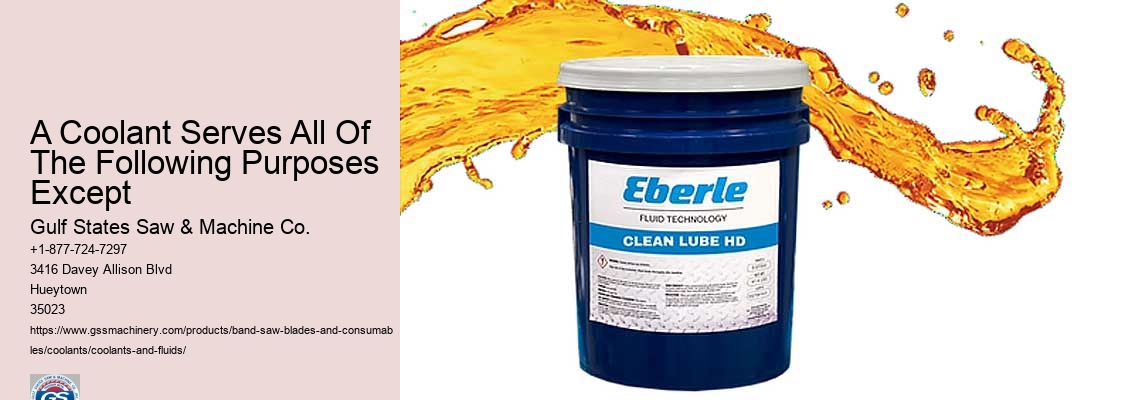 A Coolant Serves All Of
The Following Purposes
Except
Gulf States Saw & Machine Co.
+1-877-724-7297
3416 Davey Allison Blvd
Hueytown
35023
https://www.gssmachinery.com/products/band-saw-blades-and-consumab
les/coolants/coolants-and-fluids/
GS
Eberle
FLUID TECHNOLOGY
CLEAN LUBE HD